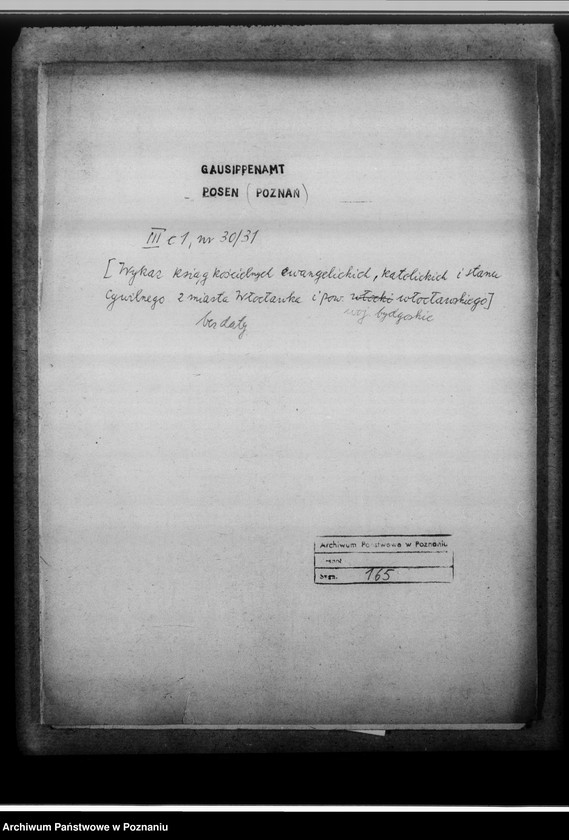 GAUSIPPENAMT
POSEN (POZNAŃ)
III c 1, nr 30/31
[Wykaz ksiąg kościelnych ewangelickich, katolickich i stanu
cywilnego z miasta Włocławka i pow. włocki włocławskiego]
woj bydgoskie
bez daty
Archiwum Państwowe w Poznaniu
sygn. 165
Archiwum Państwowe w Poznaniu